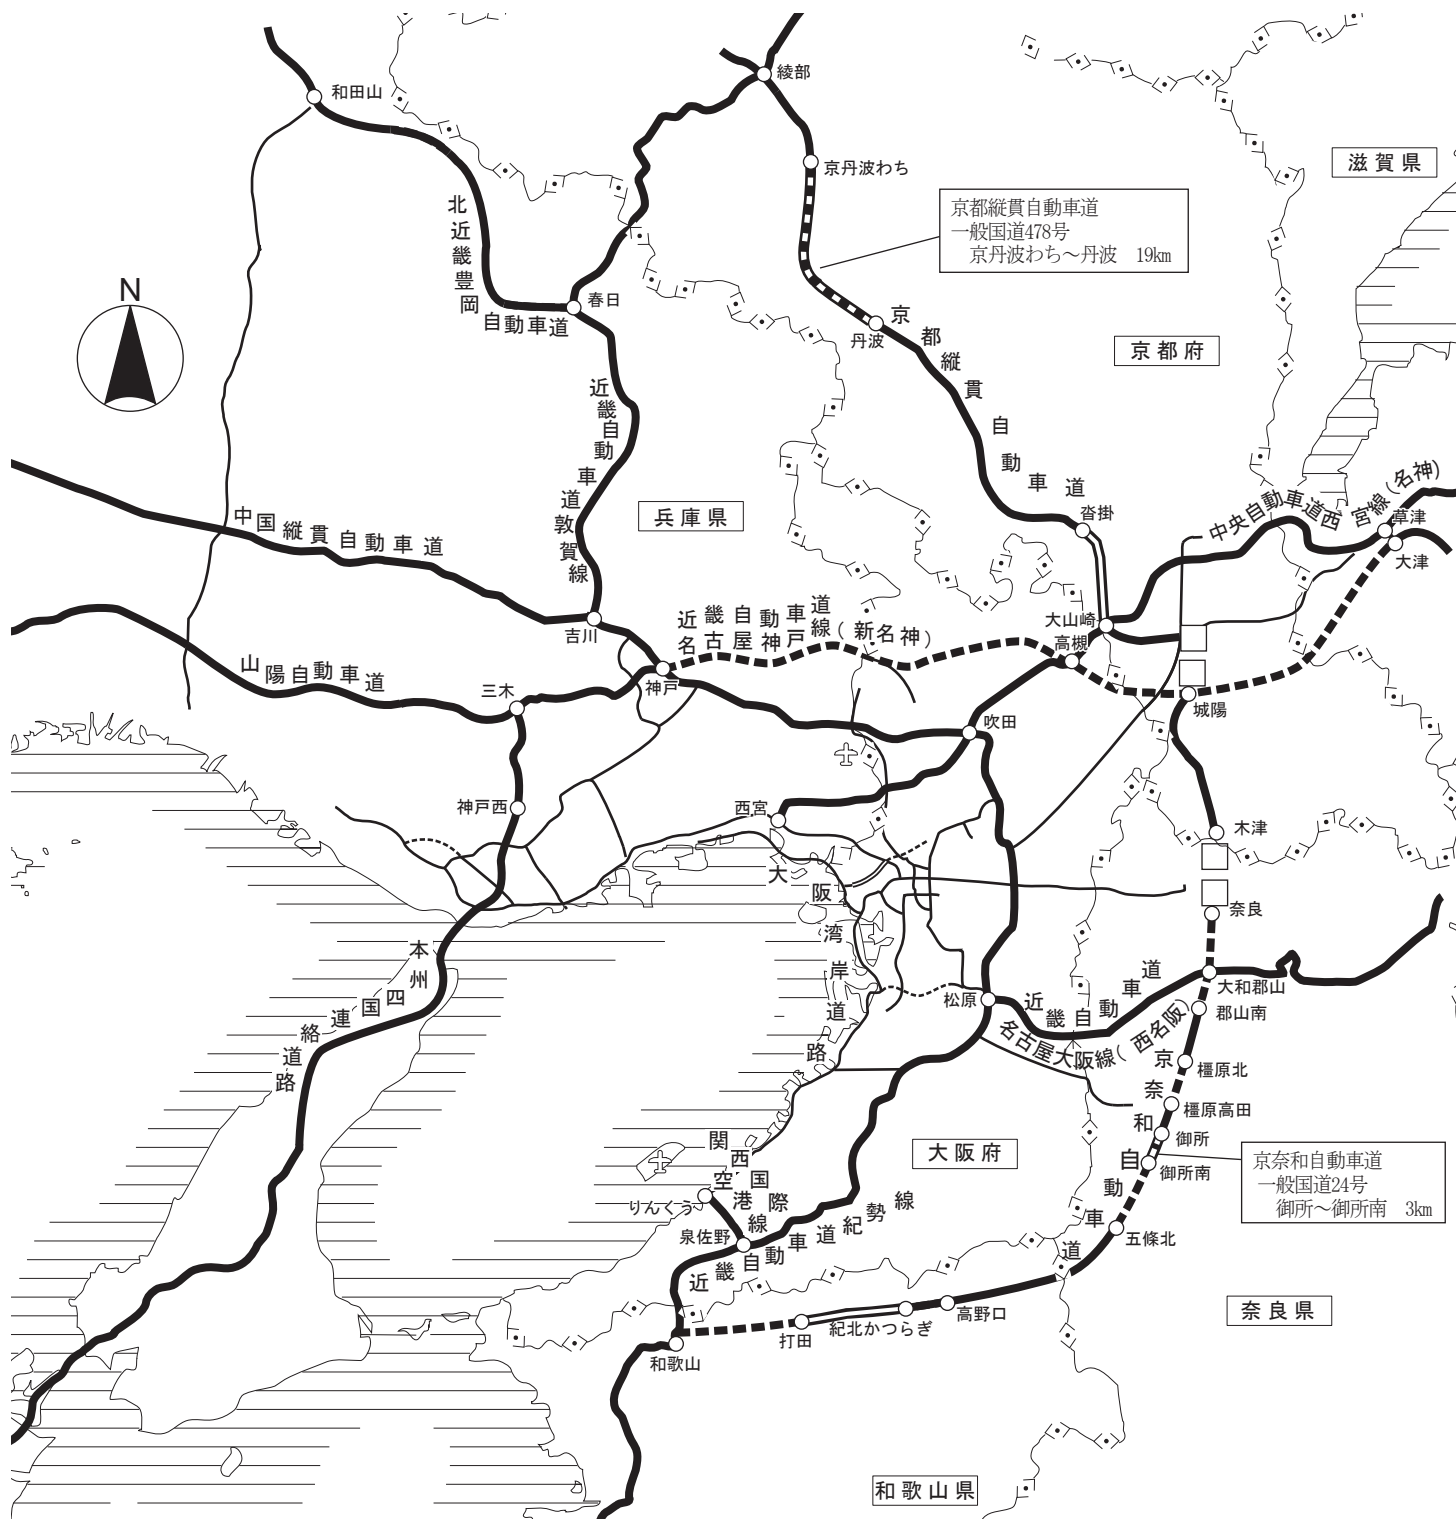 N
綾部
和田山
京丹波わち
滋賀県
京都縦貫自動車道
一般国道478号
京丹波わち〜丹波　19km
北近畿豊岡自動車道
春日
丹波
京都縦貫自動車道
京都府
近畿自動車道敦賀線
兵庫県
中央自動車道西宮線(名神)
草津
大津
沓掛
中国縦貫自動車道
吉川
近畿自動車道
名古屋神戸線(新名神)
大山崎
高槻
山陽自動車道
三木
神戸
城陽
吹田
神戸西
西宮
木津
大阪湾岸道路
奈良
本州四国連絡道路
松原
近畿自動車道
名古屋大阪線(西名阪)
大和郡山
郡山南
橿原北
橿原高田
御所
御所南
京奈和自動車道
京奈和自動車道
一般国道24号
御所〜御所南　3km
大阪府
関西空港線
国際
りんくう
泉佐野
近畿自動車道紀勢線
五條北
奈良県
高野口
紀北かつらぎ
打田
和歌山
和歌山県